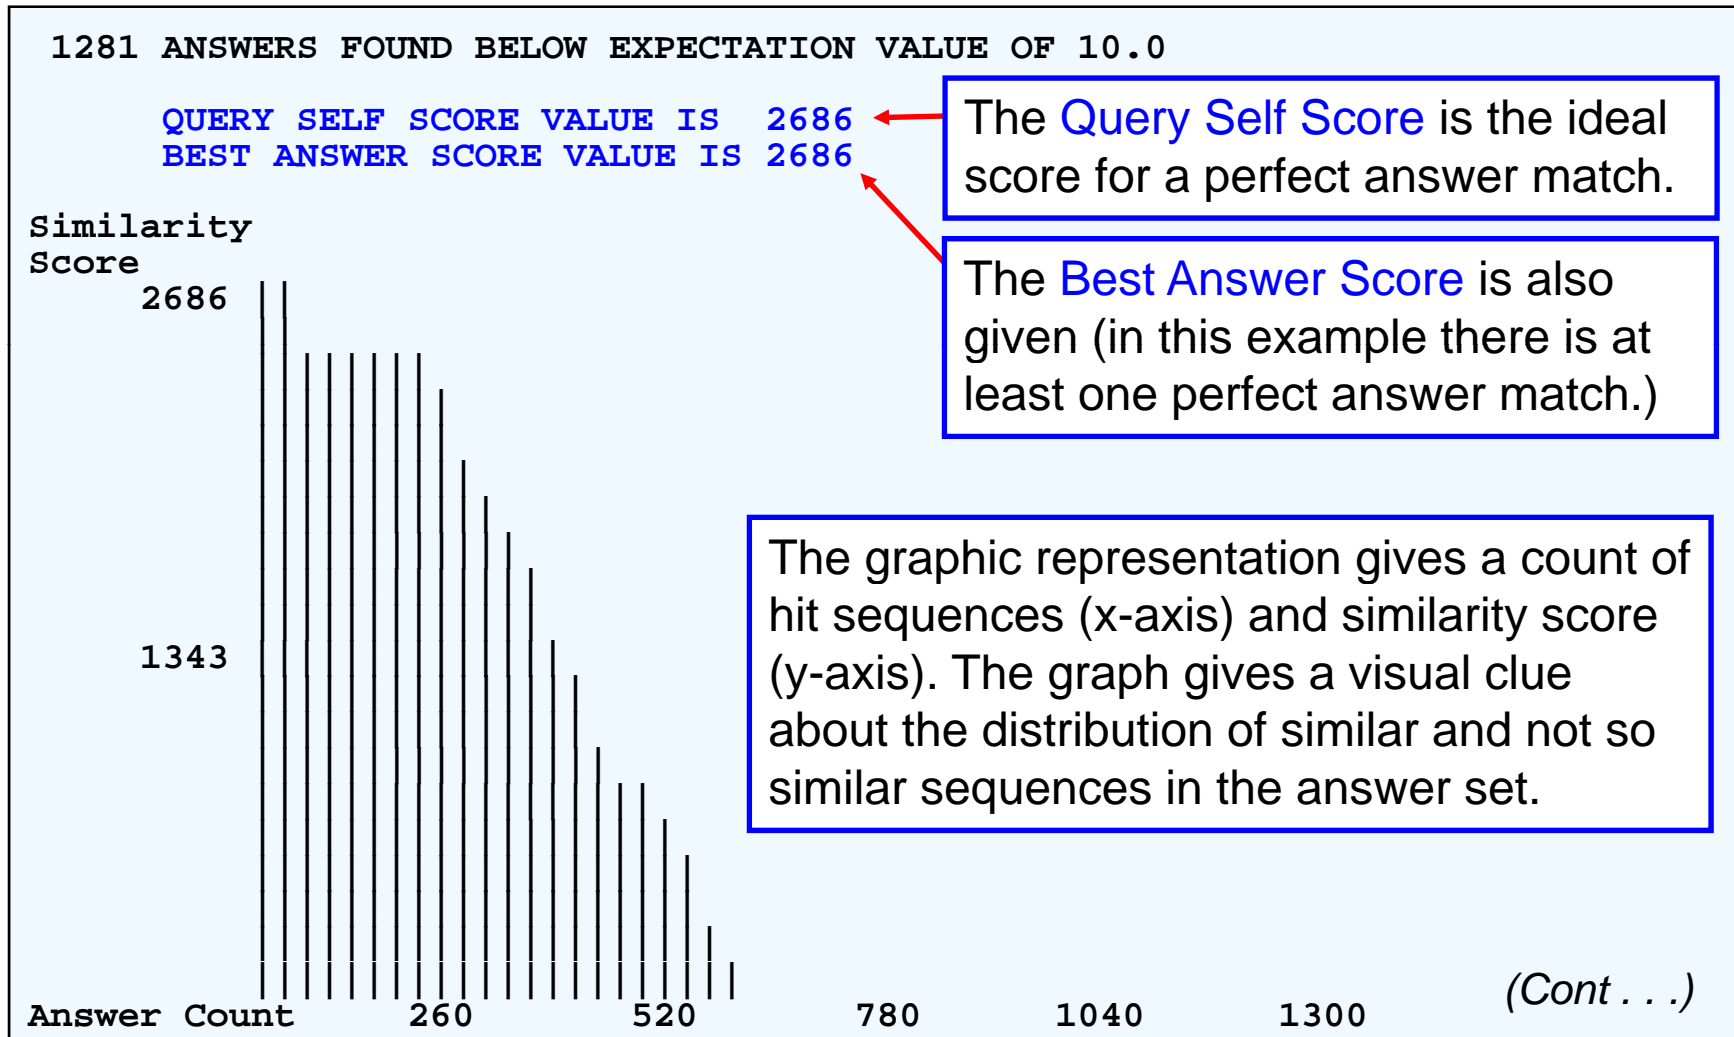 1281 ANSWERS FOUND BELOW EXPECTATION VALUE OF 10.0
QUERY SELF SCORE VALUE IS  2686
BEST ANSWER SCORE VALUE IS 2686
The Query Self Score is the ideal
score for a perfect answer match.
Similarity
Score
2686
The Best Answer Score is also
given (in this example there is at
least one perfect answer match.)
The graphic representation gives a count of
hit sequences (x-axis) and similarity score
(y-axis). The graph gives a visual clue
about the distribution of similar and not so
similar sequences in the answer set.
1343
(Cont . . .)
Answer Count 260 520 780 1040 1300